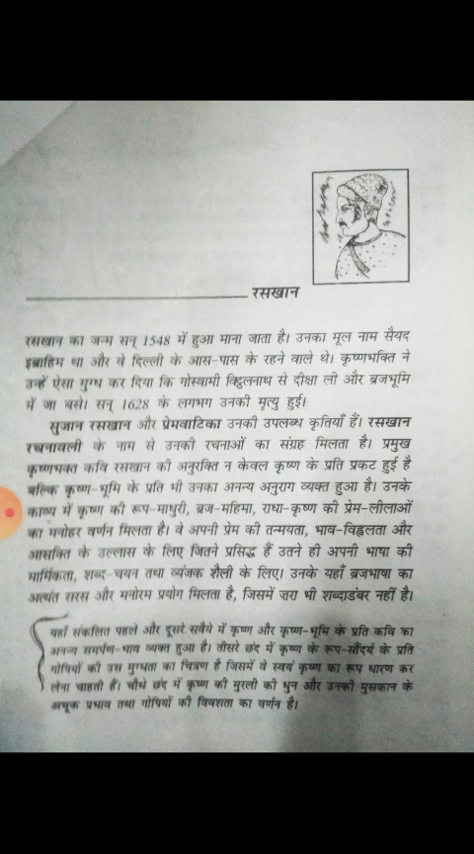 रसखान
रसखान का जन्म सन् 1548 में हुआ माना जाता है। उनका मूल नाम सैयद
इब्राहिम था और वे दिल्ली के आस-पास के रहने वाले थे। कृष्णभक्ति ने
उन्हें ऐसा मुग्ध कर दिया कि गोस्वामी विट्ठलनाथ से दीक्षा ली और ब्रजभूमि
में जा बसे। सन् 1628 के लगभग उनकी मृत्यु हुई।
सुजान रसखान और प्रेमवाटिका उनकी उपलब्ध कृतियाँ हैं। रसखान
रचनावली के नाम से उनकी रचनाओं का संग्रह मिलता है। प्रमुख
कृष्णभक्त कवि रसखान की अनुरक्ति न केवल कृष्ण के प्रति प्रकट हुई है
बल्कि कृष्ण-भूमि के प्रति भी उनका अनन्य अनुराग व्यक्त हुआ है। उनके
काव्य में कृष्ण की रूप-माधुरी, ब्रज-महिमा, राधा-कृष्ण की प्रेम-लीलाओं
का मनोहर वर्णन मिलता है। वे अपनी प्रेम की तन्मयता, भाव-विह्वलता और
आसक्ति के उल्लास के लिए जितने प्रसिद्ध हैं उतने ही अपनी भाषा की
मार्मिकता, शब्द-चयन तथा व्यंजक शैली के लिए। उनके यहाँ ब्रजभाषा का
अत्यंत सरस और मनोरम प्रयोग मिलता है, जिसमें ज़रा भी शब्दाडंबर नहीं है।
यहाँ संकलित पहले और दूसरे सवैये में कृष्ण और कृष्ण-भूमि के प्रति कवि का
अनन्य समर्पण-भाव व्यक्त हुआ है। तीसरे छंद में कृष्ण के रूप-सौंदर्य के प्रति
गोपियों की उस मुग्धता का चित्रण है जिसमें वे स्वयं कृष्ण का रूप धारण कर
लेना चाहती हैं। चौथे छंद में कृष्ण की मुरली की धुन और उनकी मुसकान के
अचूक प्रभाव तथा गोपियों की विवशता का वर्णन है।